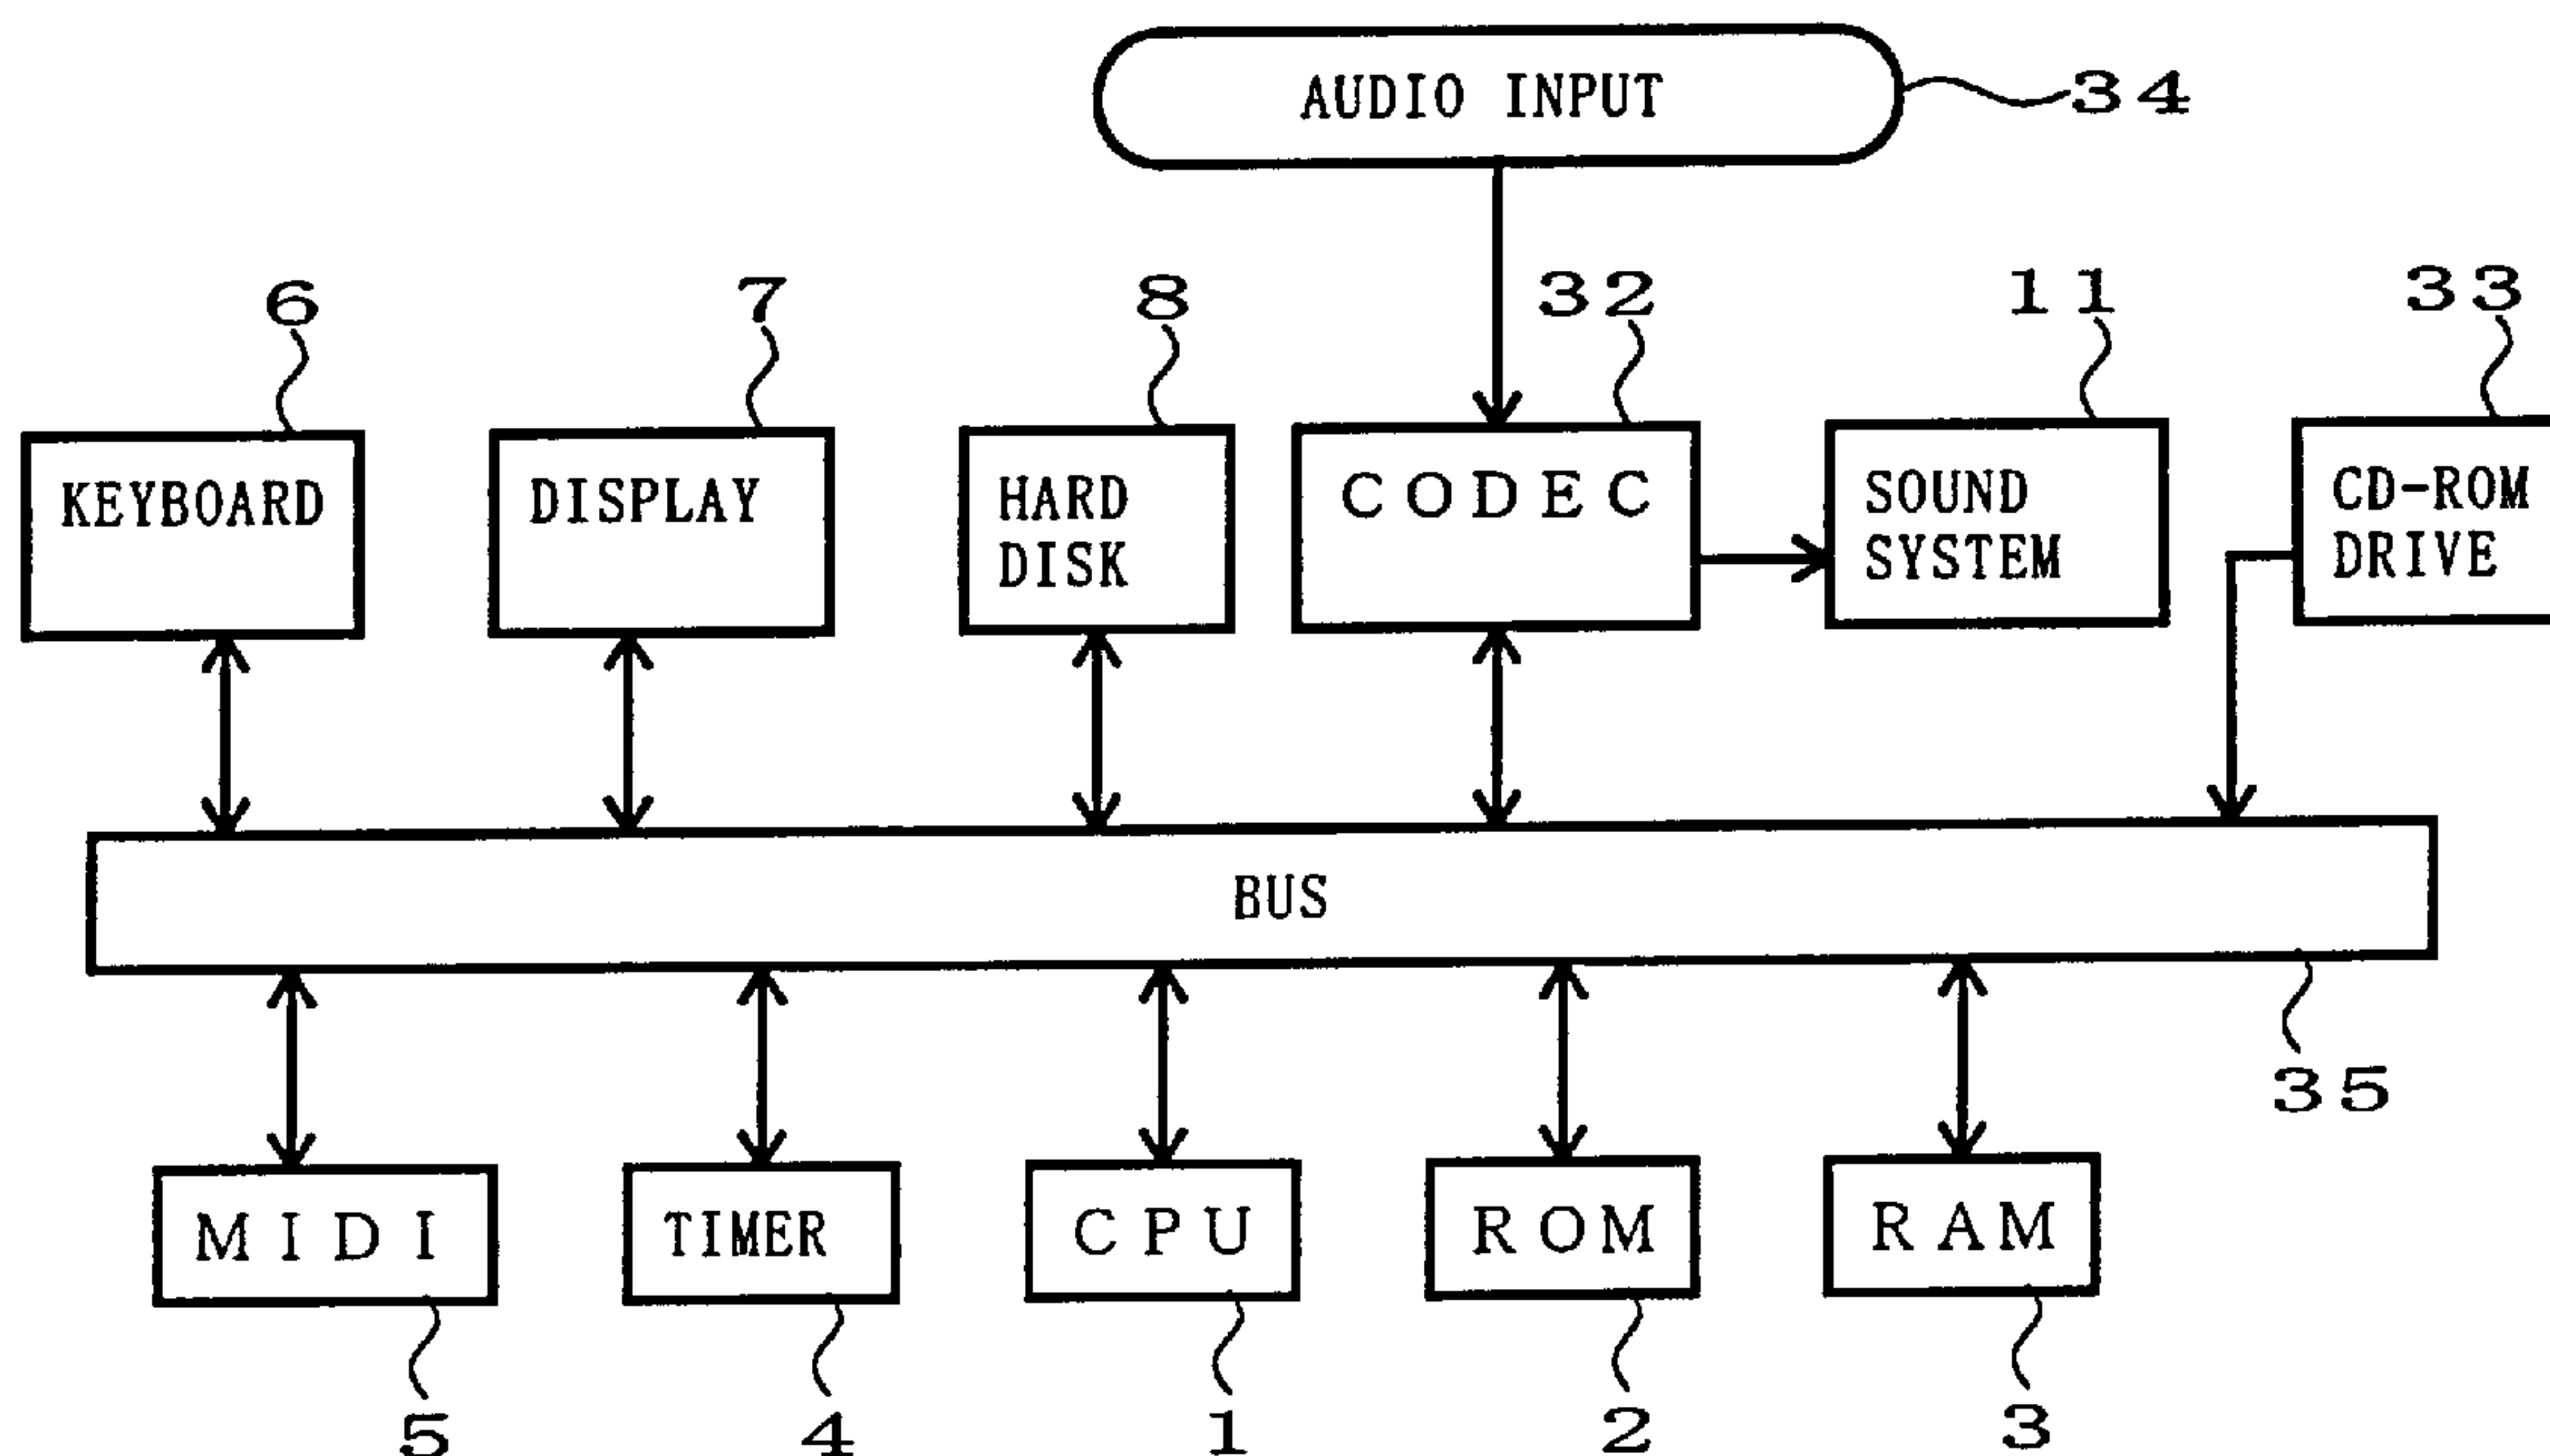 AUDIO INPUT
34
6
7
8
32
11
33
KEYBOARD
DISPLAY
HARD
DISK
CODEC
SOUND
SYSTEM
CD-ROM
DRIVE
BUS
35
MIDI
TIMER
CPU
ROM
RAM
5
4
1
2
3